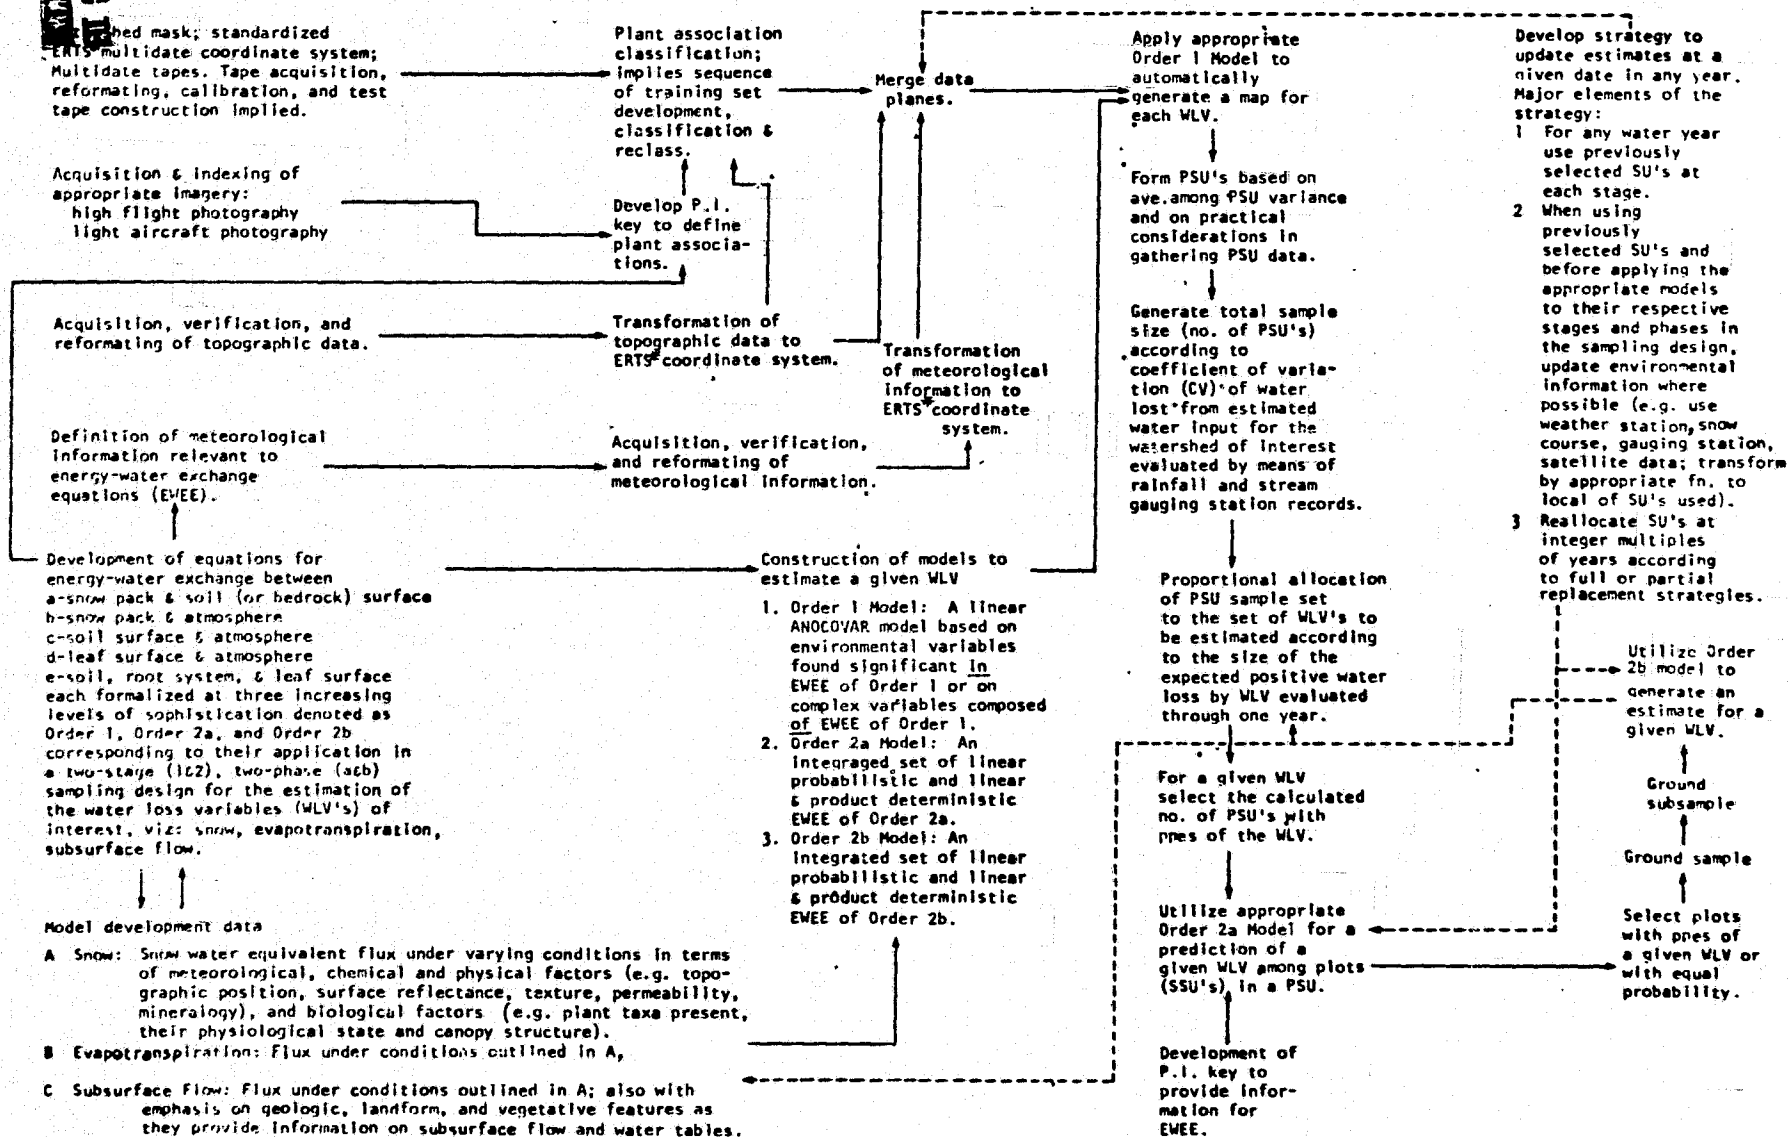 hed mask; standardized
ERTS multidate coordinate system;
Multidate tapes. Tape acquisition,
reformating, calibration, and test
tape construction implied.
Acquisition & indexing of
appropriate imagery:
high flight photography
light aircraft photography
Acquisition, verification, and
reformating of topographic data.
Definition of meteorological
information relevant to
energy-water exchange
equations (EWEE).
Development of equations for
energy-water exchange between
a-snow pack & soil (or bedrock) surface
b-snow pack & atmosphere
c-soil surface & atmosphere
d-leaf surface & atmosphere
e-soil, root system, & leaf surface
each formalized at three increasing
levels of sophistication denoted as
Order 1, Order 2a, and Order 2b
corresponding to their application in
a two-stage (1&2), two-phase (a&b)
sampling design for the estimation of
the water loss variables (WLV's) of
interest, viz: snow, evapotranspiration,
subsurface flow.
Model development data
A Snow: Snow water equivalent flux under varying conditions in terms
of meteorological, chemical and physical factors (e.g. topo-
graphic position, surface reflectance, texture, permeability,
mineralogy), and biological factors (e.g. plant taxa present,
their physiological state and canopy structure).
B Evapotranspiration: Flux under conditions outlined in A,
C Subsurface Flow: Flux under conditions outlined in A; also with
emphasis on geologic, landform, and vegetative features as
they provide information on subsurface flow and water tables.
Plant association
classification;
implies sequence
of training set
development,
classification &
reclass.
Develop P.I.
key to define
plant associa-
tions.
Transformation of
topographic data to
ERTS* coordinate system.
Acquisition, verification,
and reformating of
meteorological information.
Merge data
planes.
Transformation
of meteorological
information to
ERTS* coordinate
system.
Construction of models to
estimate a given WLV
1. Order 1 Model: A linear
ANOCOVAR model based on
environmental variables
found significant in
EWEE of Order 1 or on
complex variables composed
of EWEE of Order 1.
2. Order 2a Model: An
integraged set of linear
probabilistic and linear
& product deterministic
EWEE of Order 2a.
3. Order 2b Model: An
integrated set of linear
probabilistic and linear
& product deterministic
EWEE of Order 2b.
Apply appropriate
Order 1 Model to
automatically
generate a map for
each WLV.
Form PSU's based on
ave.among PSU variance
and on practical
considerations in
gathering PSU data.
Generate total sample
size (no. of PSU's)
according to
coefficient of varia-
tion (CV) of water
lost from estimated
water input for the
watershed of interest
evaluated by means of
rainfall and stream
gauging station records.
Proportional allocation
of PSU sample set
to the set of WLV's to
be estimated according
to the size of the
expected positive water
loss by WLV evaluated
through one year.
For a given WLV
select the calculated
no. of PSU's with
ppes of the WLV.
Utilize appropriate
Order 2a Model for a
prediction of a
given WLV among plots
(SSU's) in a PSU.
Development of
P.I. key to
provide infor-
mation for
EWEE.
Develop strategy to
update estimates at a
given date in any year.
Major elements of the
strategy:
1 For any water year
use previously
selected SU's at
each stage.
2 When using
previously
selected SU's and
before applying the
appropriate models
to their respective
stages and phases in
the sampling design,
update environmental
information where
possible (e.g. use
weather station, snow
course, gauging station,
satellite data; transform
by appropriate fn. to
local of SU's used).
3 Reallocate SU's at
integer multiples
of years according
to full or partial
replacement strategies.
Utilize Order
2b model to
generate an
estimate for a
given WLV.
Ground
subsample
Ground sample
Select plots
with ppes of
a given WLV or
with equal
probability.